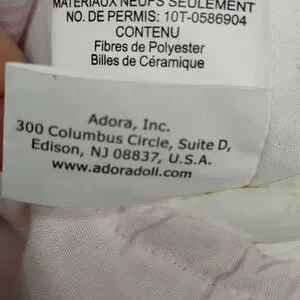 MATERIAUX NEUFS SEULEMENT
NO. DE PERMIS: 10T-0586904
CONTENU
Fibres de Polyester
Billes de Céramique
Adora, Inc.
300 Columbus Circle, Suite D,
Edison, NJ 08837, U.S.A.
www.adoradoll.com